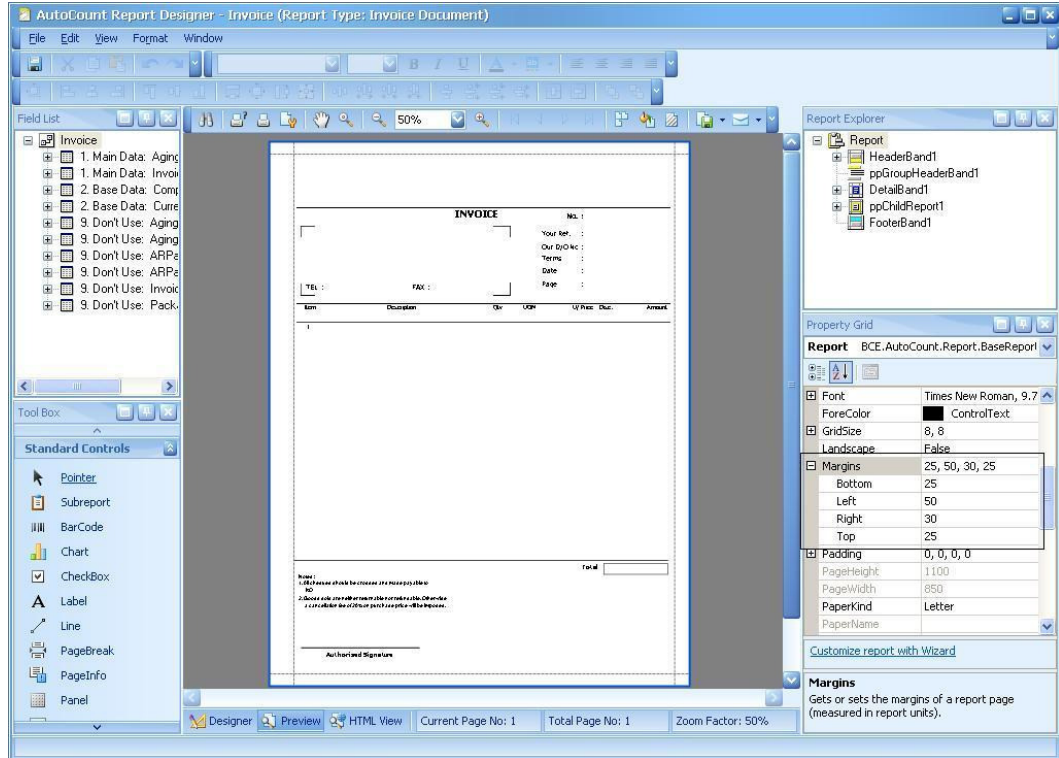 AutoCount Report Designer - Invoice (Report Type: Invoice Document)
File Edit View Format Window
50%
Field List
Invoice
1. Main Data: Aging
1. Main Data: Invoi
2. Base Data: Comp
2. Base Data: Curre
9. Don't Use: Aging
9. Don't Use: Aging
9. Don't Use: ARPa
9. Don't Use: ARPa
9. Don't Use: Invoic
9. Don't Use: Pack
Tool Box
Standard Controls
Pointer
Subreport
BarCode
Chart
CheckBox
Label
Line
PageBreak
PageInfo
Panel
INVOICE
No. :
Your Ref. :
Our D/O No :
Terms :
Date :
Page :
TEL : FAX :
Item Description Qty UOM U/ Price Disc. Amount
1
Total
Notes :
Authorised Signature
Designer Preview HTML View Current Page No: 1 Total Page No: 1 Zoom Factor: 50%
Report Explorer
Report
HeaderBand1
ppGroupHeaderBand1
DetailBand1
ppChildReport1
FooterBand1
Property Grid
Report BCE.AutoCount.Report.BaseReport
Font Times New Roman, 9.7
ForeColor ControlText
GridSize 8, 8
Landscape False
Margins 25, 50, 30, 25
Bottom 25
Left 50
Right 30
Top 25
Padding 0, 0, 0, 0
PageHeight 1100
PageWidth 850
PaperKind Letter
PaperName
Customize report with Wizard
Margins
Gets or sets the margins of a report page
(measured in report units).